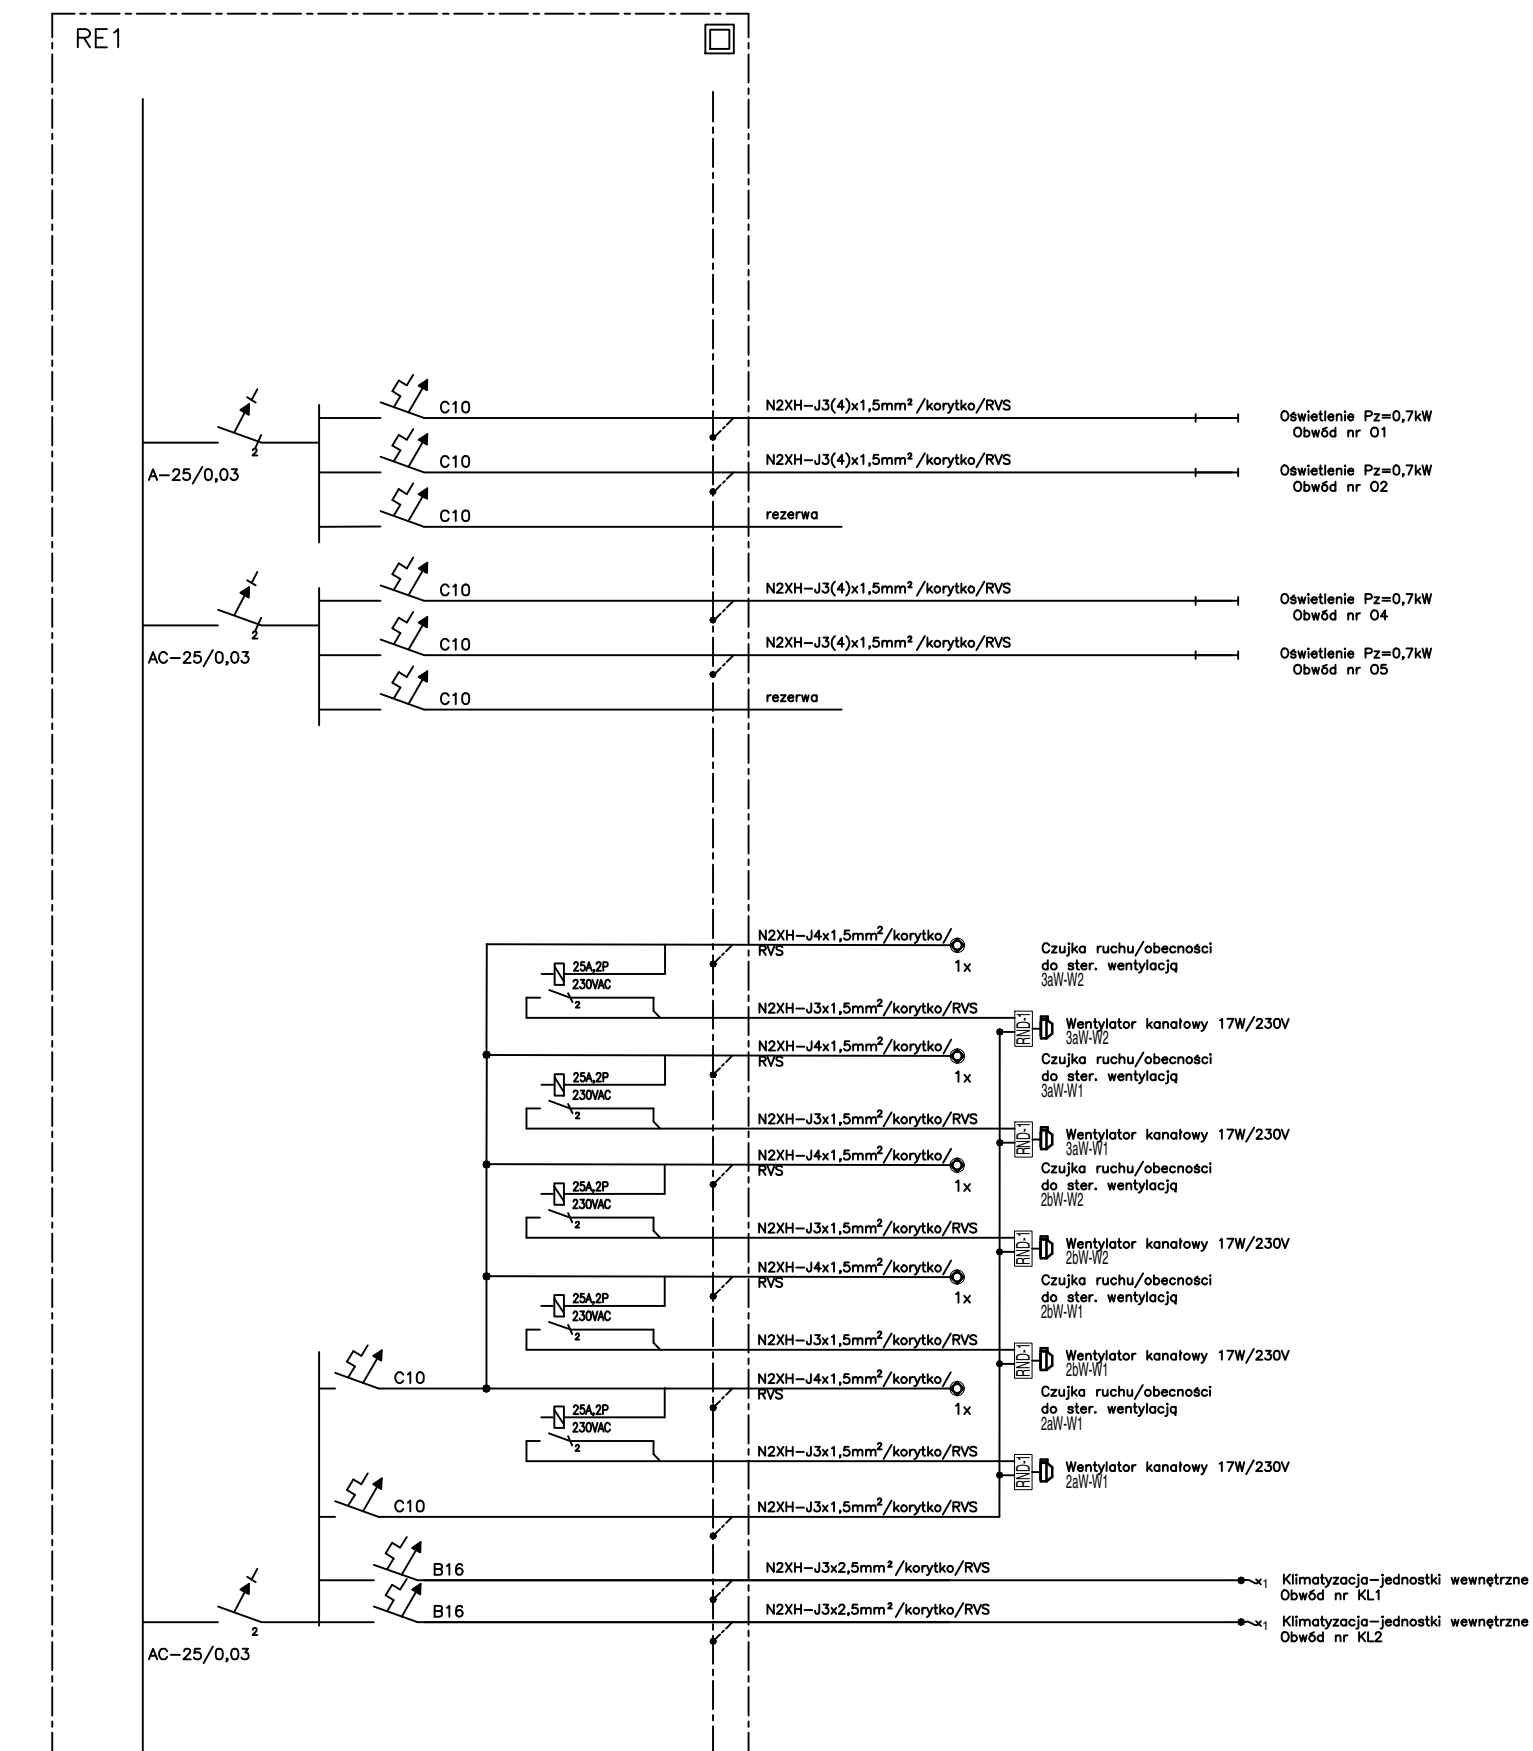 RE1
C10
N2XH-J3(4)x1,5mm²/korytko/RVS
Oświetlenie Pz=0,7kW
Obwód nr O1
2
A-25/0,03
C10
N2XH-J3(4)x1,5mm²/korytko/RVS
Oświetlenie Pz=0,7kW
Obwód nr O2
C10
rezerwa
C10
N2XH-J3(4)x1,5mm²/korytko/RVS
Oświetlenie Pz=0,7kW
Obwód nr O4
2
AC-25/0,03
C10
N2XH-J3(4)x1,5mm²/korytko/RVS
Oświetlenie Pz=0,7kW
Obwód nr O5
C10
rezerwa
N2XH-J4x1,5mm²/korytko/
RVS
1x
Czujka ruchu/obecności
do ster. wentylacją
3aW-W2
25A,2P
230VAC
2
N2XH-J3x1,5mm²/korytko/RVS
RND-1
Wentylator kanałowy 17W/230V
3aW-W2
N2XH-J4x1,5mm²/korytko/
RVS
1x
Czujka ruchu/obecności
do ster. wentylacją
3aW-W1
25A,2P
230VAC
2
N2XH-J3x1,5mm²/korytko/RVS
RND-1
Wentylator kanałowy 17W/230V
3aW-W1
N2XH-J4x1,5mm²/korytko/
RVS
1x
Czujka ruchu/obecności
do ster. wentylacją
2bW-W2
25A,2P
230VAC
2
N2XH-J3x1,5mm²/korytko/RVS
RND-1
Wentylator kanałowy 17W/230V
2bW-W2
N2XH-J4x1,5mm²/korytko/
RVS
1x
Czujka ruchu/obecności
do ster. wentylacją
2bW-W1
25A,2P
230VAC
2
N2XH-J3x1,5mm²/korytko/RVS
RND-1
Wentylator kanałowy 17W/230V
2bW-W1
C10
N2XH-J4x1,5mm²/korytko/
RVS
1x
Czujka ruchu/obecności
do ster. wentylacją
2aW-W1
25A,2P
230VAC
2
N2XH-J3x1,5mm²/korytko/RVS
RND-1
Wentylator kanałowy 17W/230V
2aW-W1
C10
N2XH-J3x1,5mm²/korytko/RVS
B16
N2XH-J3x2,5mm²/korytko/RVS
1
Klimatyzacja-jednostki wewnętrzne
Obwód nr KL1
B16
N2XH-J3x2,5mm²/korytko/RVS
1
Klimatyzacja-jednostki wewnętrzne
Obwód nr KL2
2
AC-25/0,03